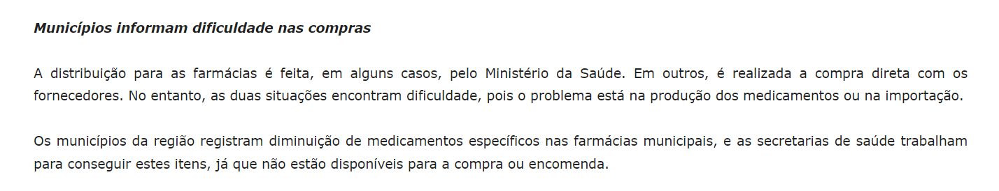 Municípios informam dificuldade nas compras
A distribuição para as farmácias é feita, em alguns casos, pelo Ministério da Saúde. Em outros, é realizada a compra direta com os
fornecedores. No entanto, as duas situações encontram dificuldade, pois o problema está na produção dos medicamentos ou na importação.
Os municípios da região registram diminuição de medicamentos específicos nas farmácias municipais, e as secretarias de saúde trabalham
para conseguir estes itens, já que não estão disponíveis para a compra ou encomenda.